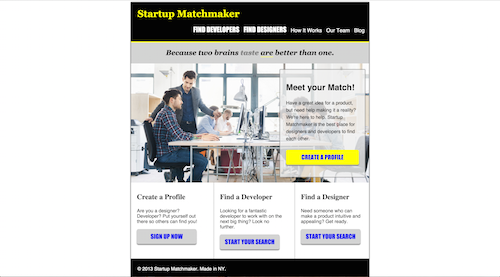 Startup Matchmaker
FIND DEVELOPERS FIND DESIGNERS How It Works Our Team Blog
Because two brains taste are better than one.
Meet your Match!
Have a great idea for a product,
but need help making it a reality?
We're here to help. Startup
Matchmaker is the best place for
designers and developers to find
each other.
CREATE A PROFILE
Create a Profile
Are you a designer?
Developer? Put yourself out
there so others can find you!
SIGN UP NOW
Find a Developer
Looking for a fantastic
developer to work with on the
next big thing? Look no
further.
START YOUR SEARCH
Find a Designer
Need someone who can
make a product intuitive and
appealing? Get ready.
START YOUR SEARCH
© 2013 Startup Matchmaker. Made in NY.